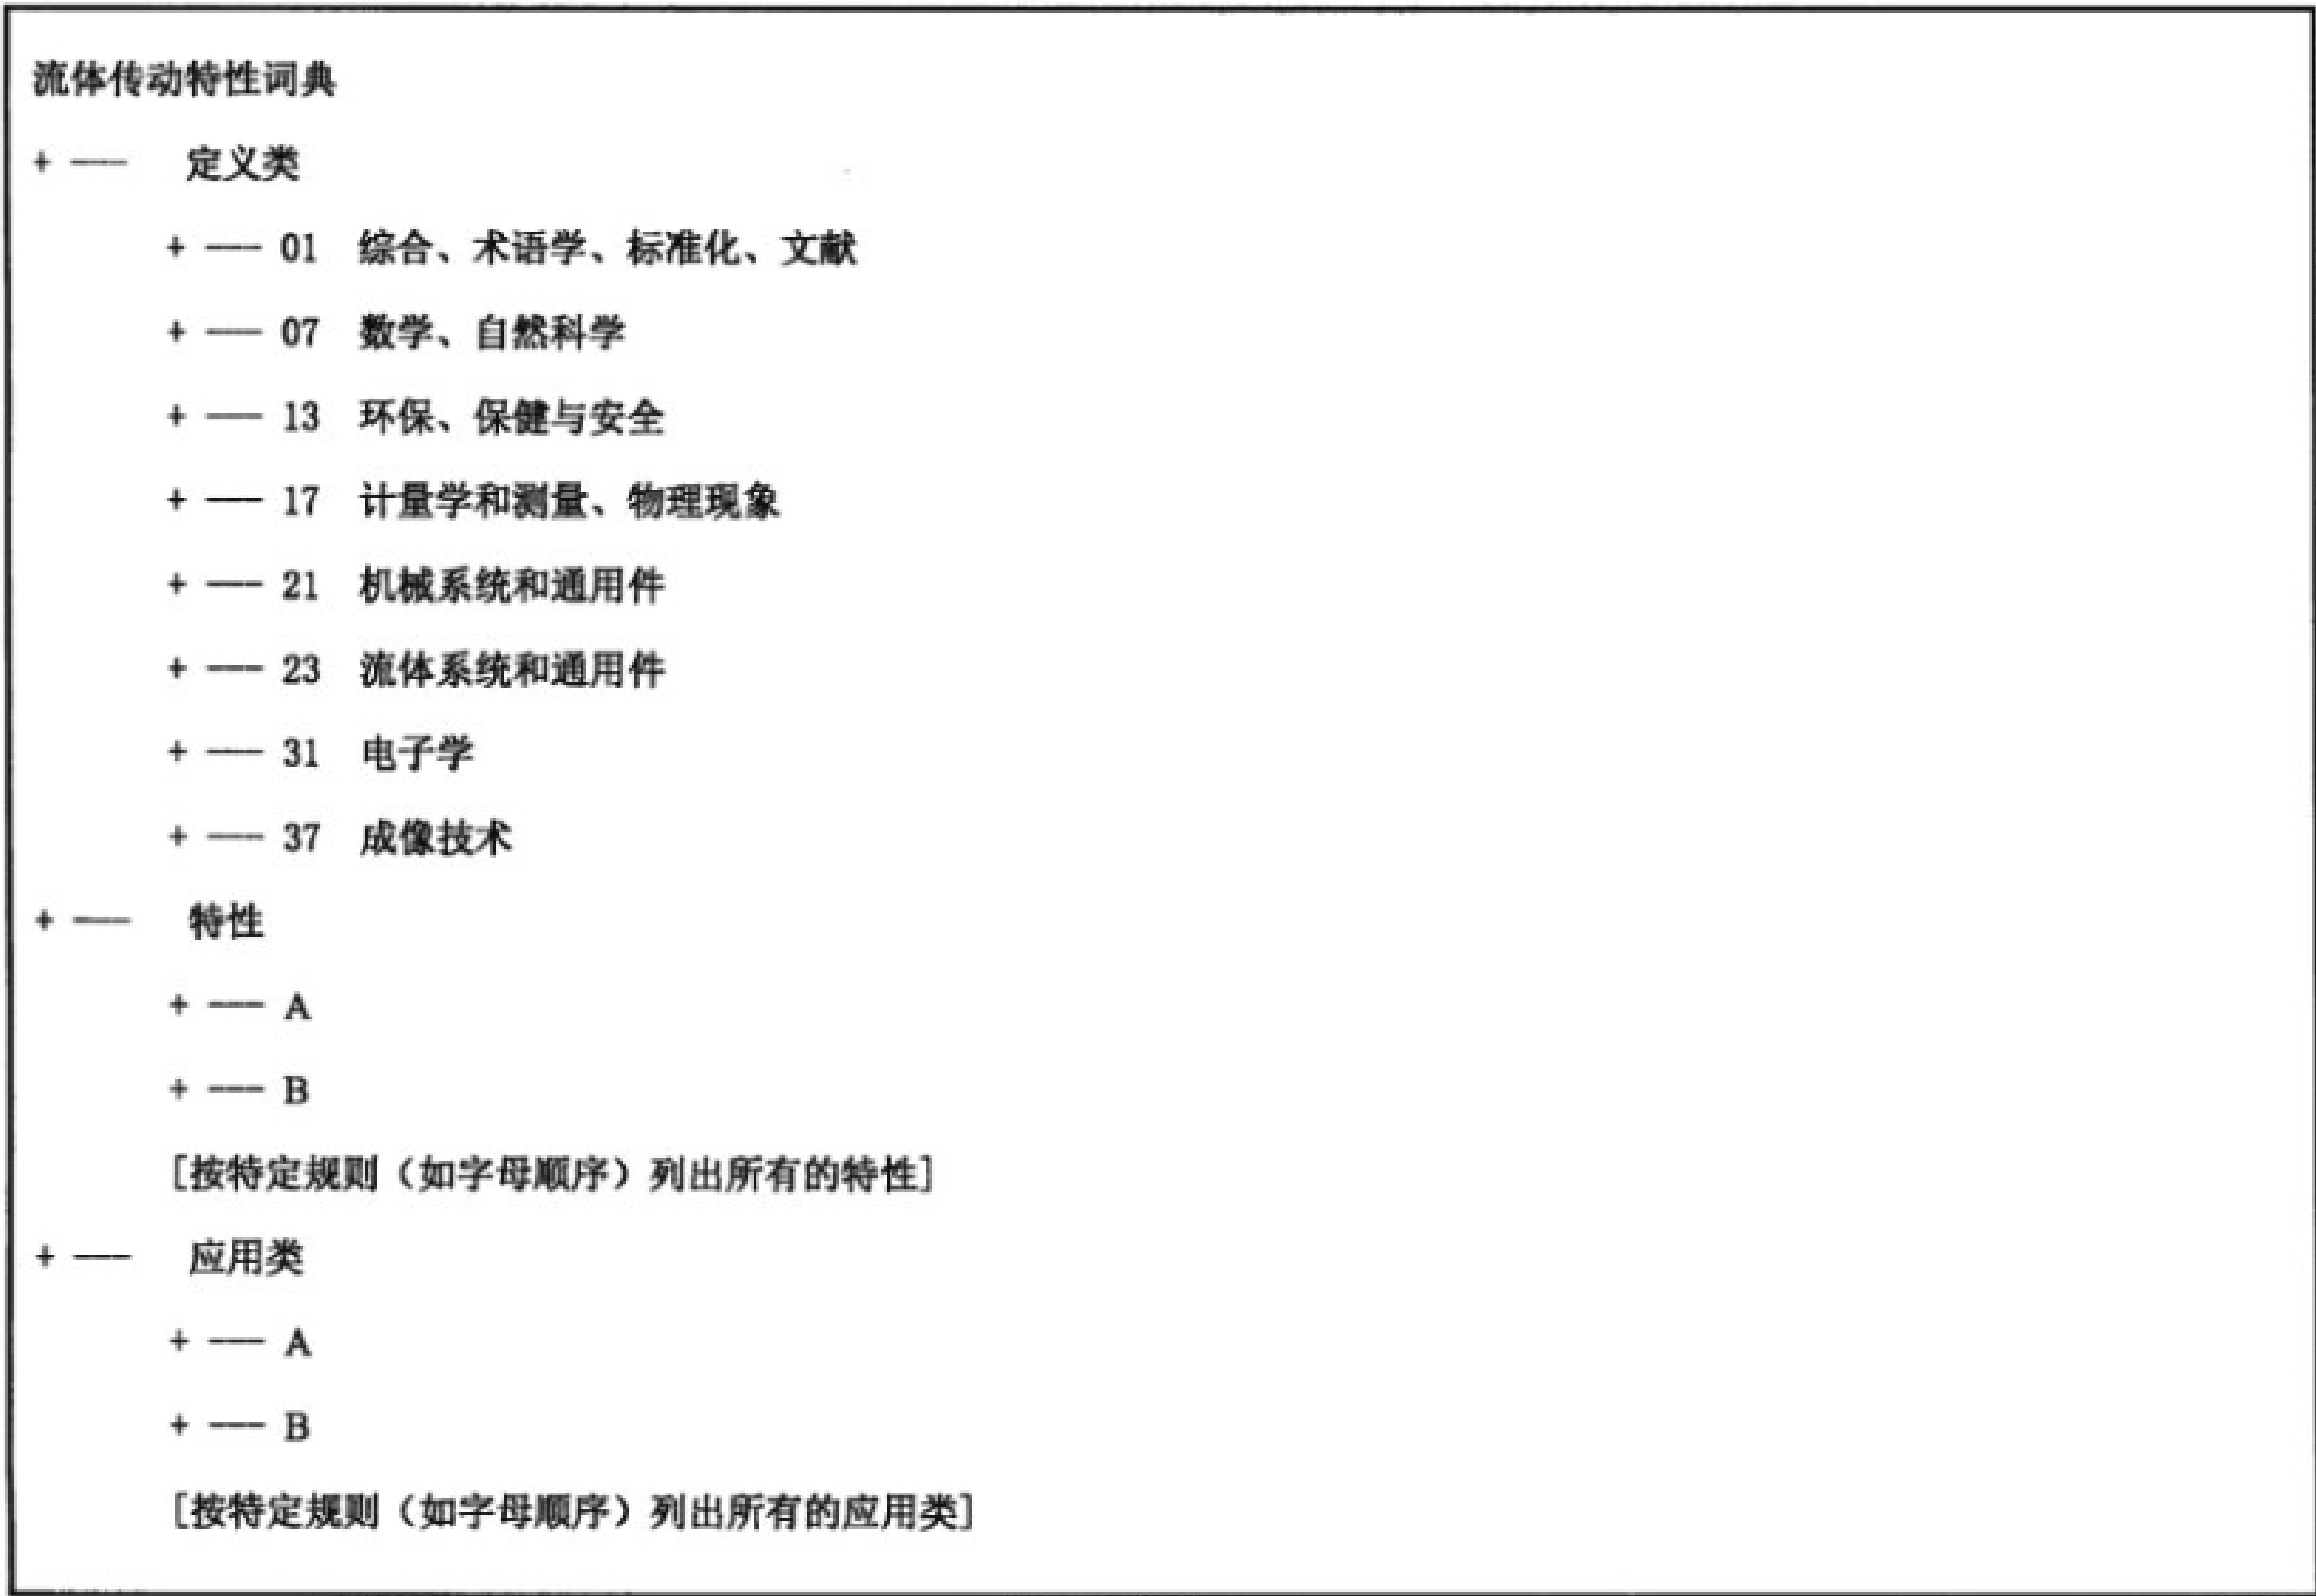 流体传动特性词典
+ —— 定义类
+ —— 01 综合、术语学、标准化、文献
+ —— 07 数学、自然科学
+ —— 13 环保、保健与安全
+ —— 17 计量学和测量、物理现象
+ —— 21 机械系统和通用件
+ —— 23 流体系统和通用件
+ —— 31 电子学
+ —— 37 成像技术
+ —— 特性
+ —— A
+ —— B
[按特定规则（如字母顺序）列出所有的特性]
+ —— 应用类
+ —— A
+ —— B
[按特定规则（如字母顺序）列出所有的应用类]